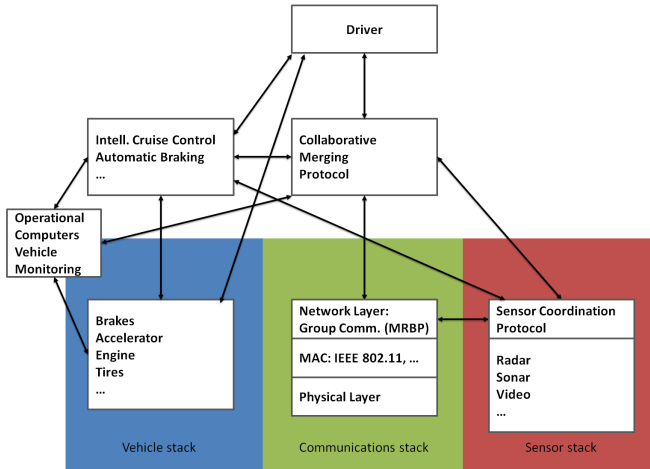 Driver
Intell. Cruise Control
Automatic Braking
…
Collaborative
Merging
Protocol
Operational
Computers
Vehicle
Monitoring
Brakes
Accelerator
Engine
Tires
…
Network Layer:
Group Comm. (MRBP)
MAC: IEEE 802.11, …
Physical Layer
Sensor Coordination
Protocol
Radar
Sonar
Video
…
Vehicle stack
Communications stack
Sensor stack